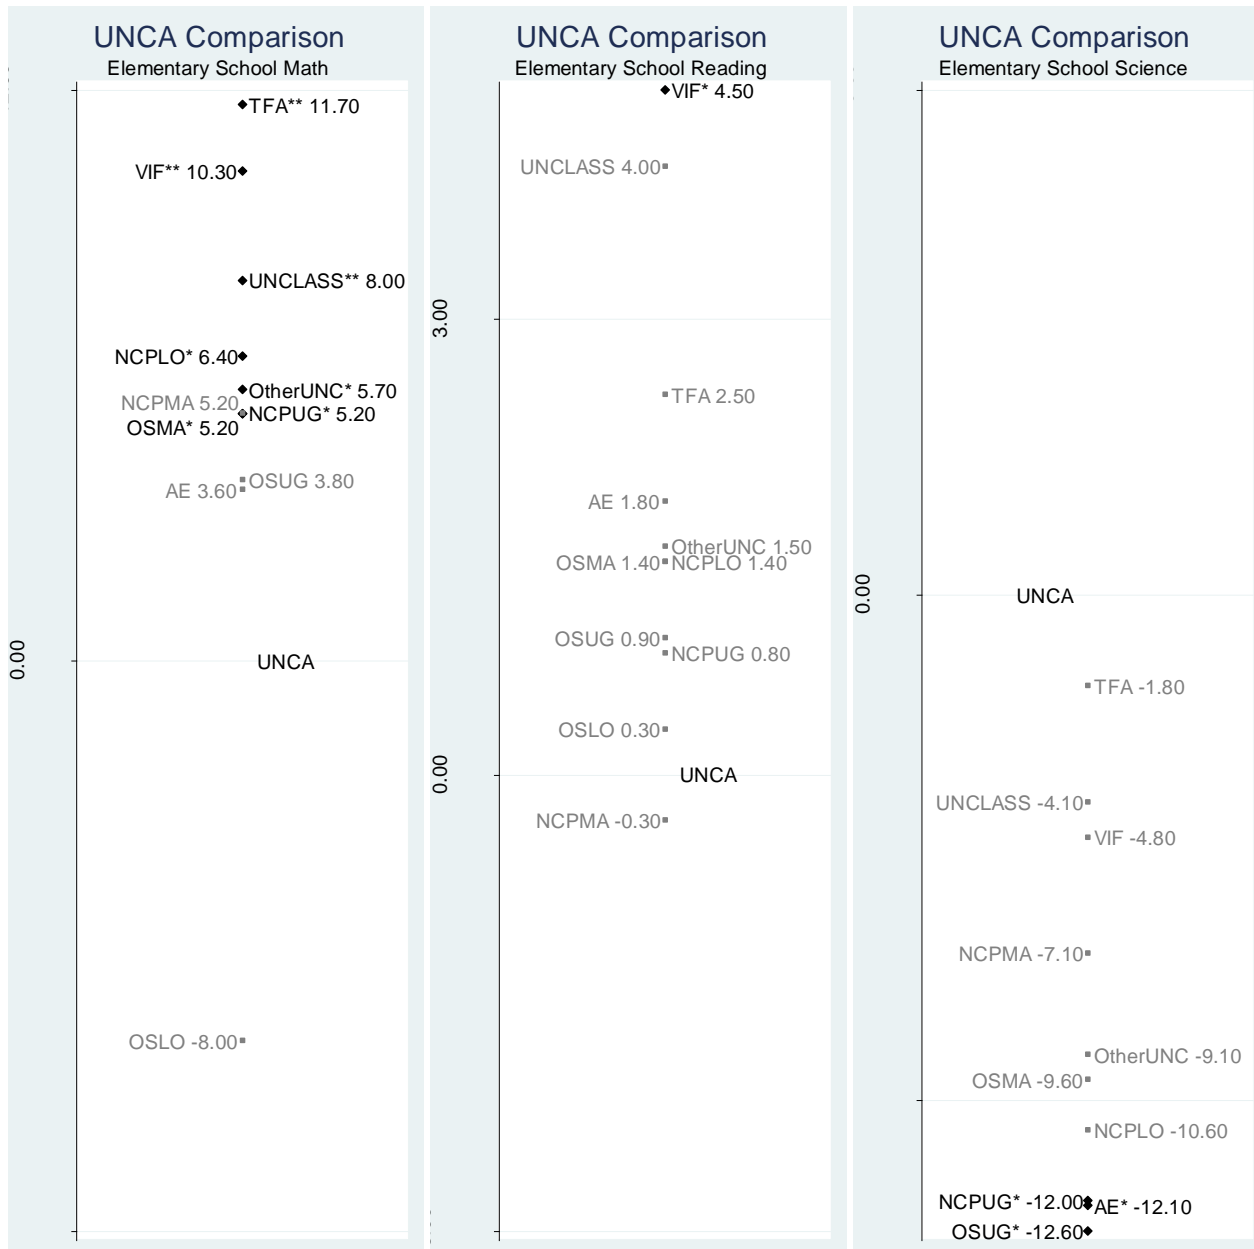 UNCA Comparison
Elementary School Math
TFA** 11.70
VIF** 10.30
UNCLASS** 8.00
NCPLO* 6.40
OtherUNC* 5.70
NCPMA 5.20
NCPUG* 5.20
OSMA* 5.20
OSUG 3.80
AE 3.60
0.00
UNCA
OSLO -8.00
UNCA Comparison
Elementary School Reading
VIF* 4.50
UNCLASS 4.00
3.00
TFA 2.50
AE 1.80
OtherUNC 1.50
OSMA 1.40
NCPLO 1.40
OSUG 0.90
NCPUG 0.80
OSLO 0.30
0.00
UNCA
NCPMA -0.30
UNCA Comparison
Elementary School Science
0.00
UNCA
TFA -1.80
UNCLASS -4.10
VIF -4.80
NCPMA -7.10
OtherUNC -9.10
OSMA -9.60
NCPLO -10.60
NCPUG* -12.00
AE* -12.10
OSUG* -12.60